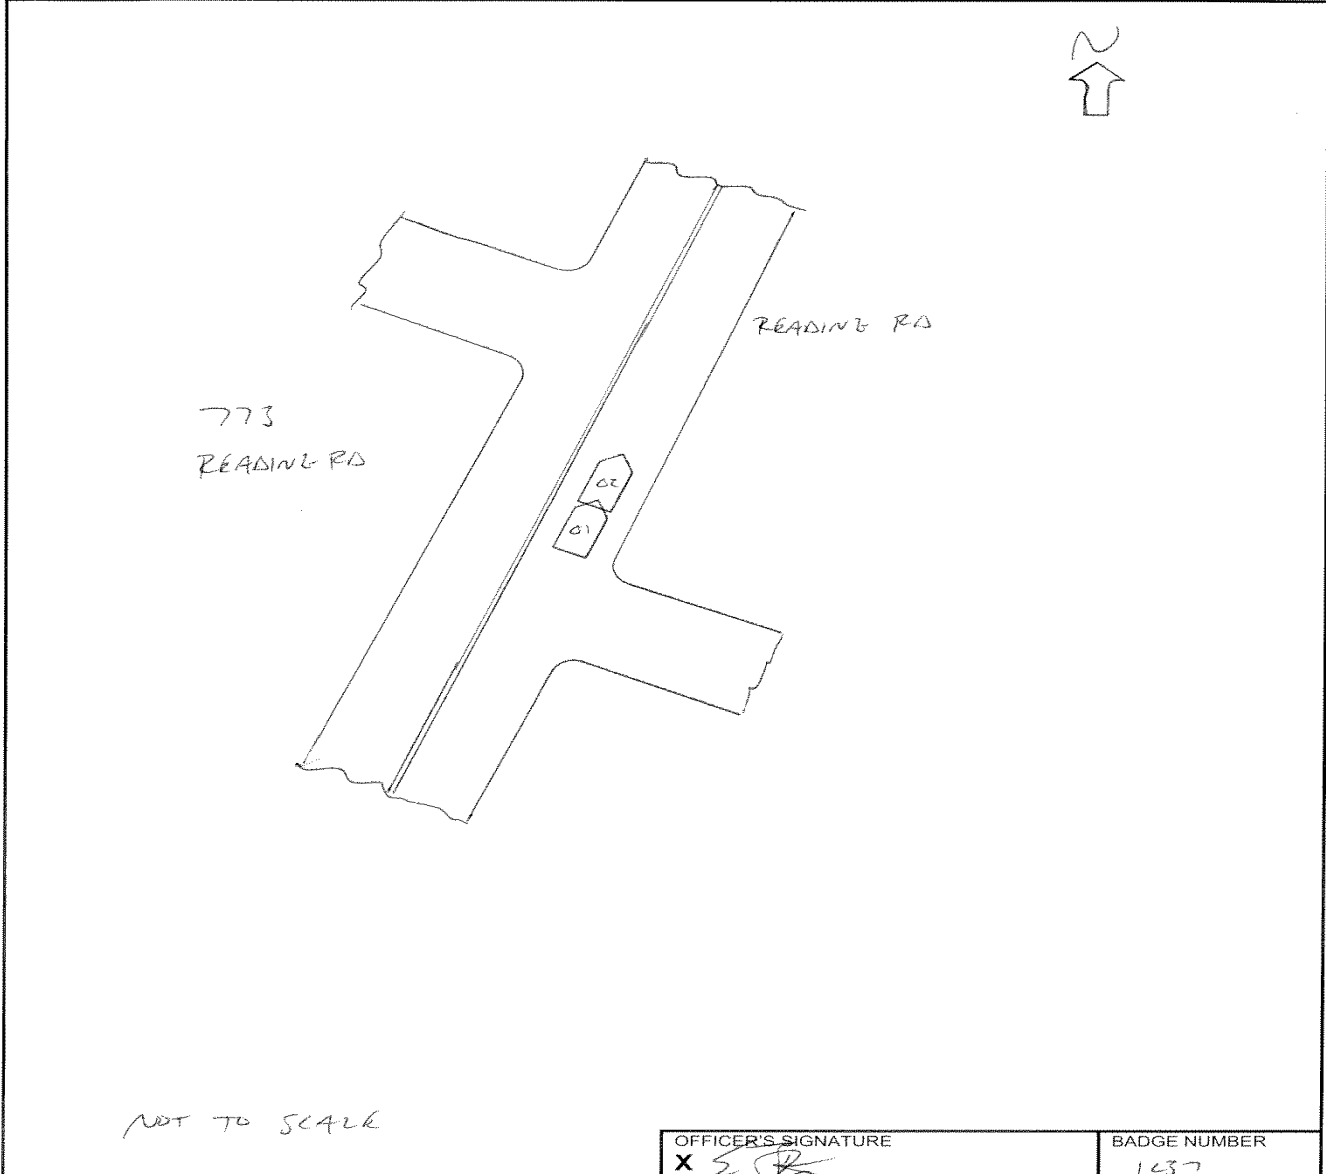 N
READING RD
773
READING RD
02
01
NOT TO SCALE
OFFICER'S SIGNATURE
BADGE NUMBER
X